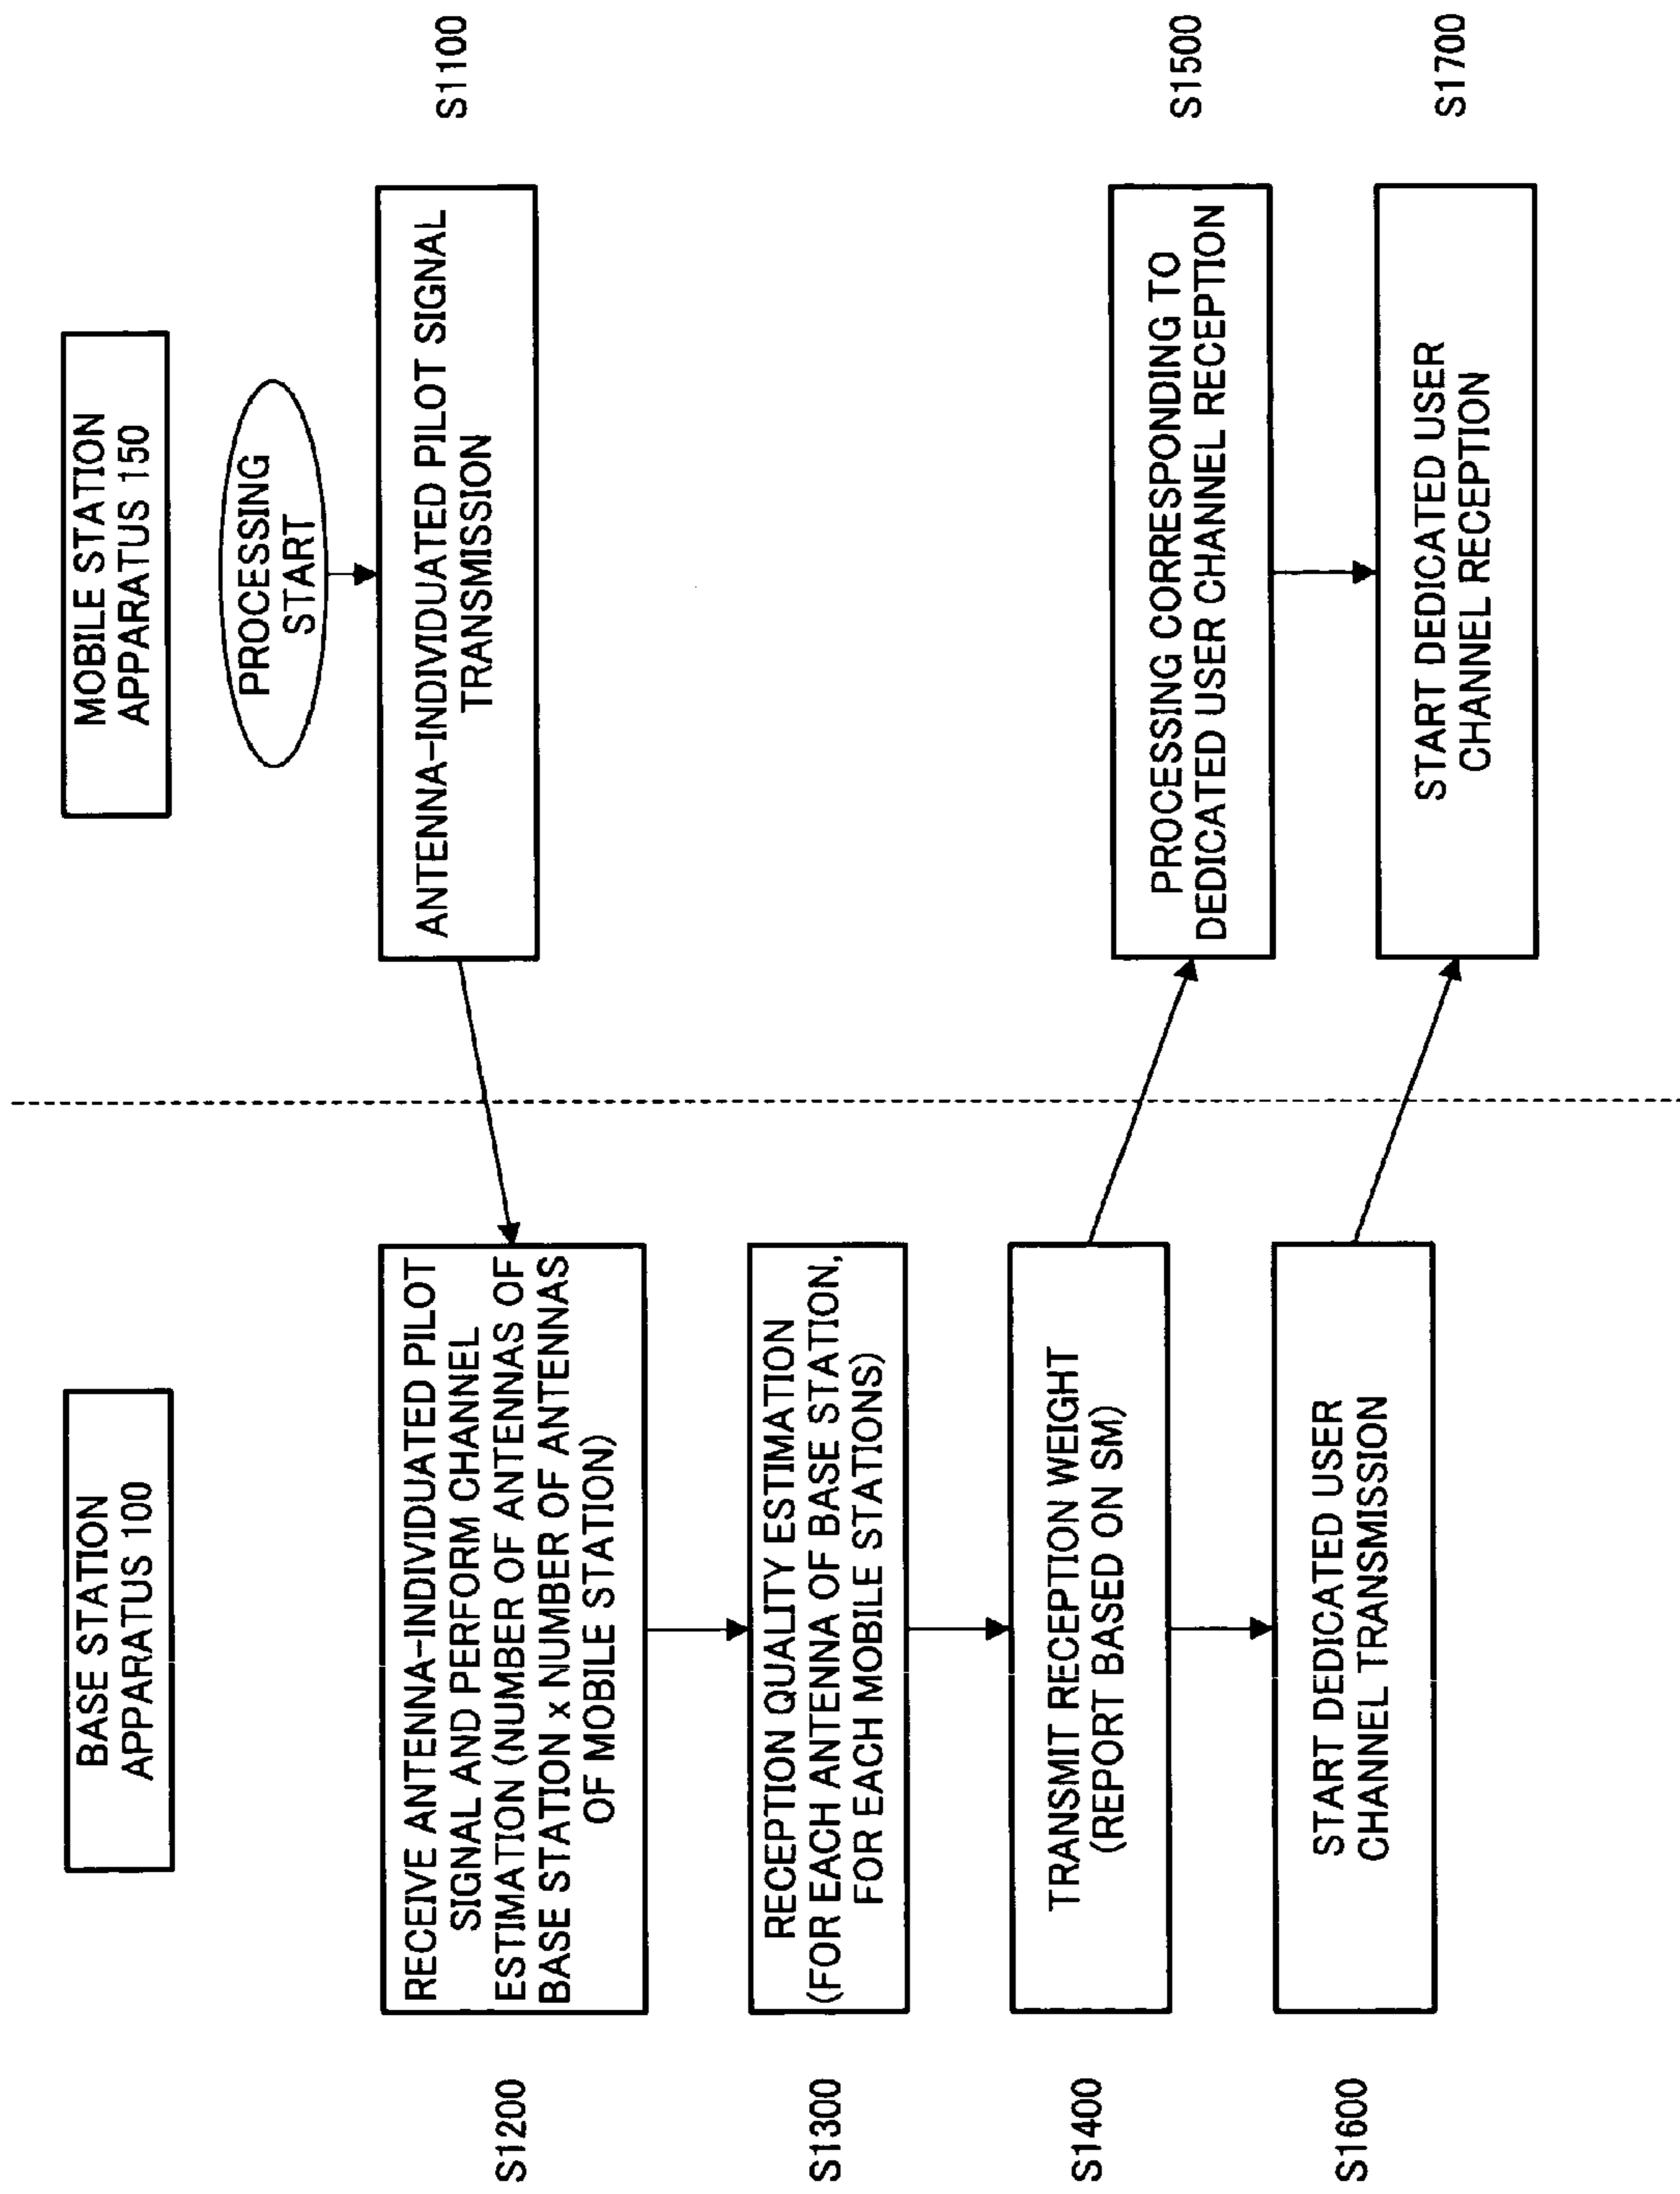 BASE STATION
APPARATUS 100
MOBILE STATION
APPARATUS 150
PROCESSING
START
S1100
ANTENNA-INDIVIDUATED PILOT SIGNAL
TRANSMISSION
S1200
RECEIVE ANTENNA-INDIVIDUATED PILOT
SIGNAL AND PERFORM CHANNEL
ESTIMATION (NUMBER OF ANTENNAS OF
BASE STATION x NUMBER OF ANTENNAS
OF MOBILE STATION)
S1300
RECEPTION QUALITY ESTIMATION
(FOR EACH ANTENNA OF BASE STATION,
FOR EACH MOBILE STATIONS)
S1400
TRANSMIT RECEPTION WEIGHT
(REPORT BASED ON SM)
S1500
PROCESSING CORRESPONDING TO
DEDICATED USER CHANNEL RECEPTION
S1600
START DEDICATED USER
CHANNEL TRANSMISSION
S1700
START DEDICATED USER
CHANNEL RECEPTION